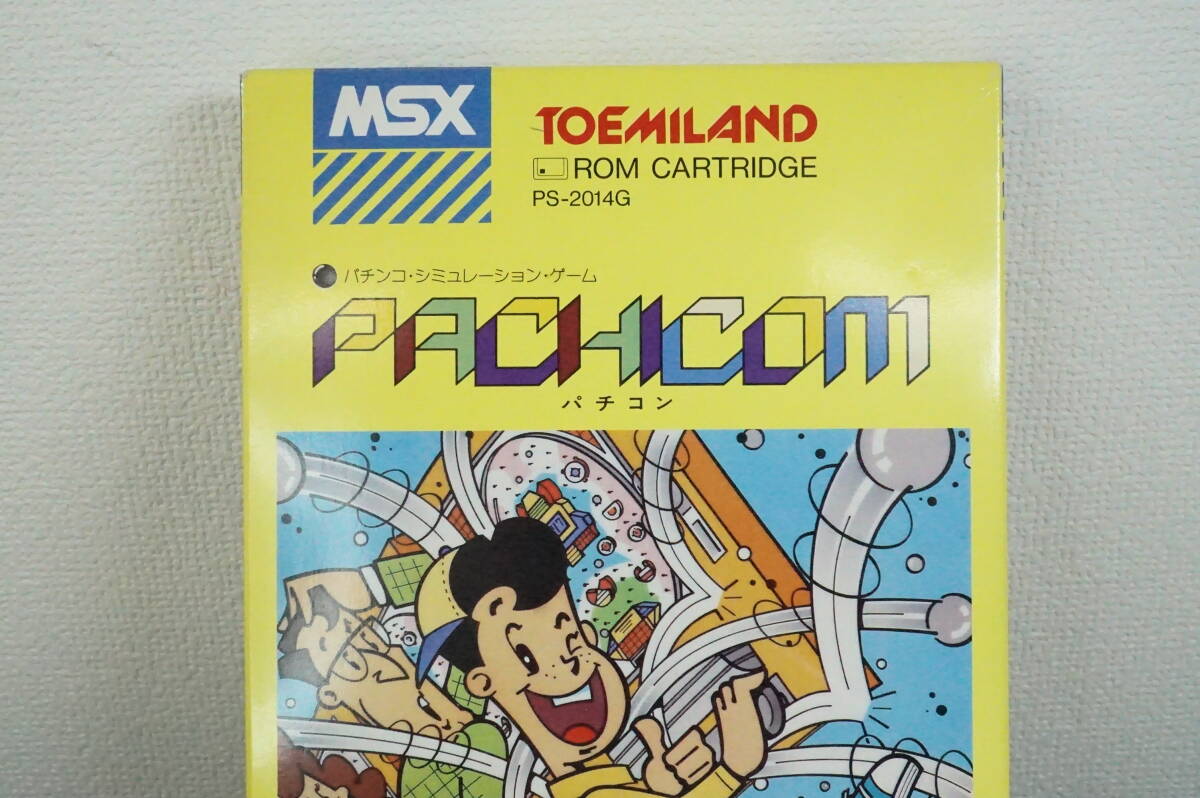 MSX
TOEMILAND
ROM CARTRIDGE
PS-2014G
パチンコ・シミュレーション・ゲーム
PACHICOM
パチコン